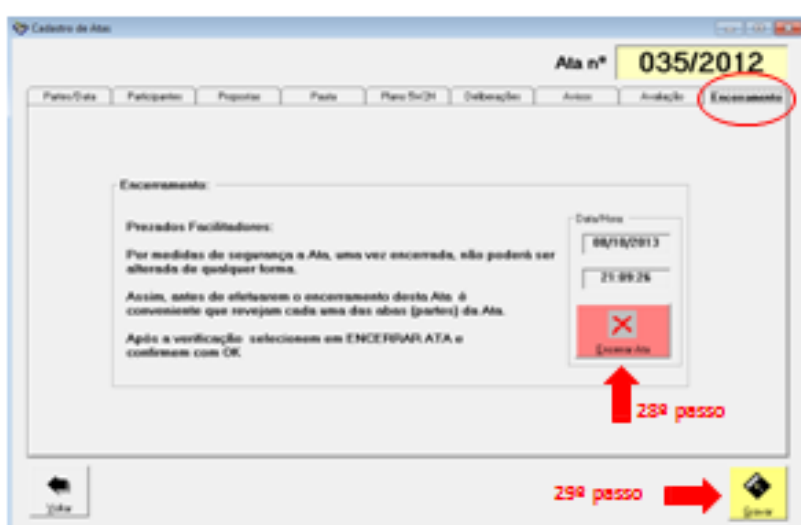 Cadastro de Atas
Ata nº 035/2012
Partes/Data Participantes Propostas Pauta Plano 5W2H Deliberações Avisos Avaliação Encerramento
Encerramento:
Prezados Facilitadores:
Por medidas de segurança a Ata, uma vez encerrada, não poderá ser
alterada de qualquer forma.
Assim, antes de efetuarem o encerramento desta Ata é
conveniente que revejam cada uma das abas (partes) da Ata.
Após a verificação selecionem em ENCERRAR ATA e
confirmem com OK
Data/Hora
08/10/2013
21:09:26
Encerrar Ata
28º passo
Voltar
29º passo
Gravar